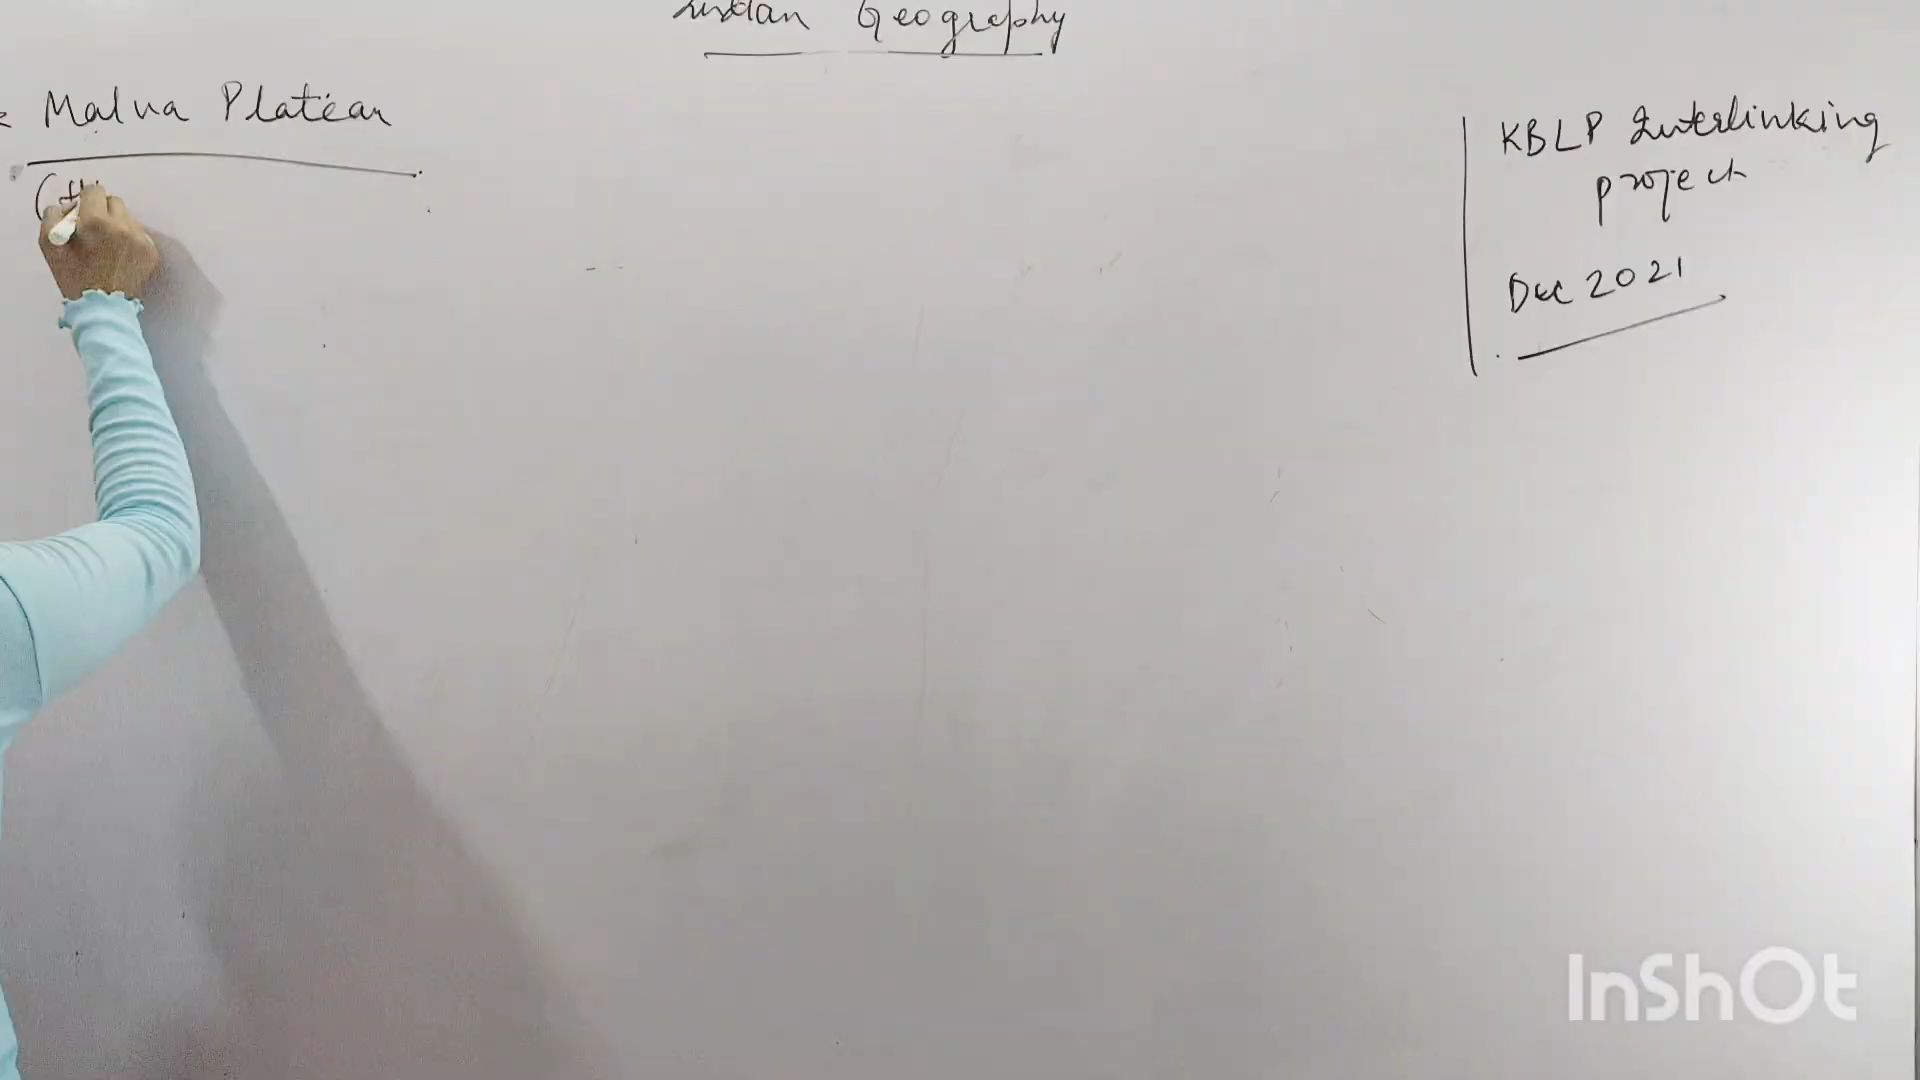 Indian Geography
Malwa Plateau
KBLP Interlinking
project
Dec 2021
InShOt